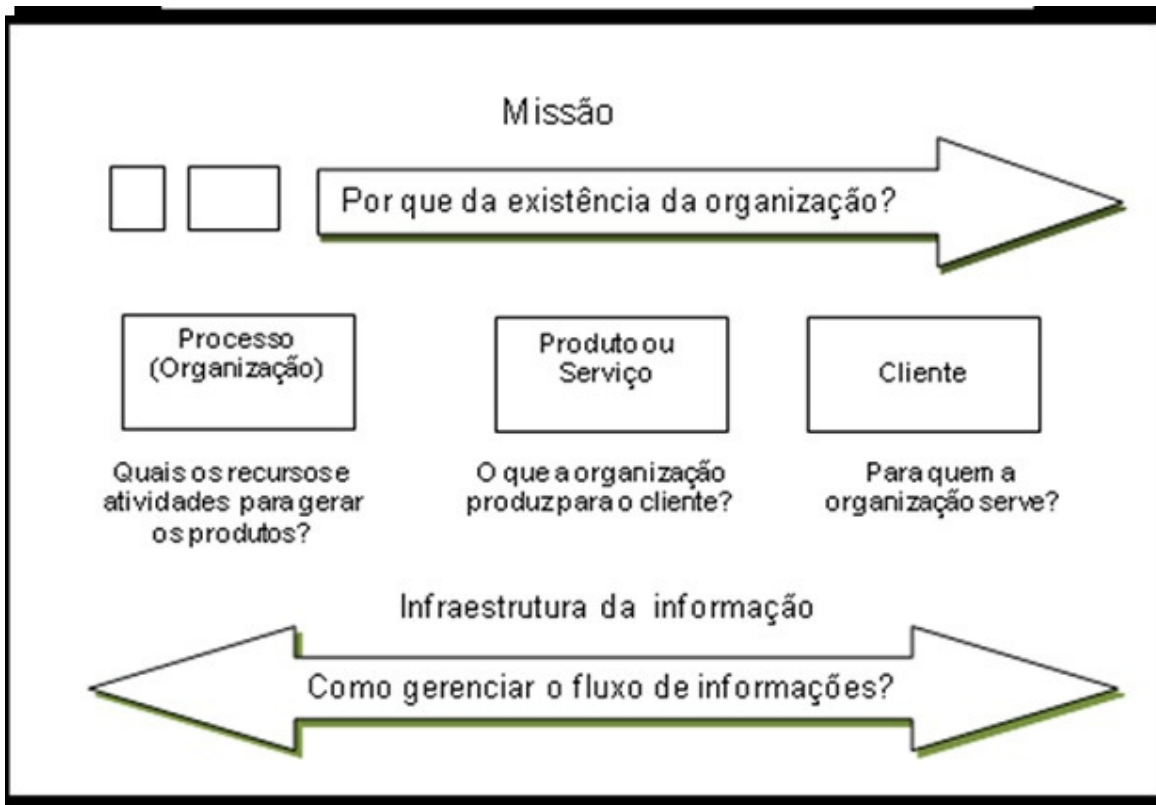 Missão
Por que da existência da organização?
Processo
(Organização)
Produto ou
Serviço
Cliente
Quais os recursos e
atividades para gerar
os produtos?
O que a organização
produz para o cliente?
Para quem a
organização serve?
Infraestrutura da informação
Como gerenciar o fluxo de informações?